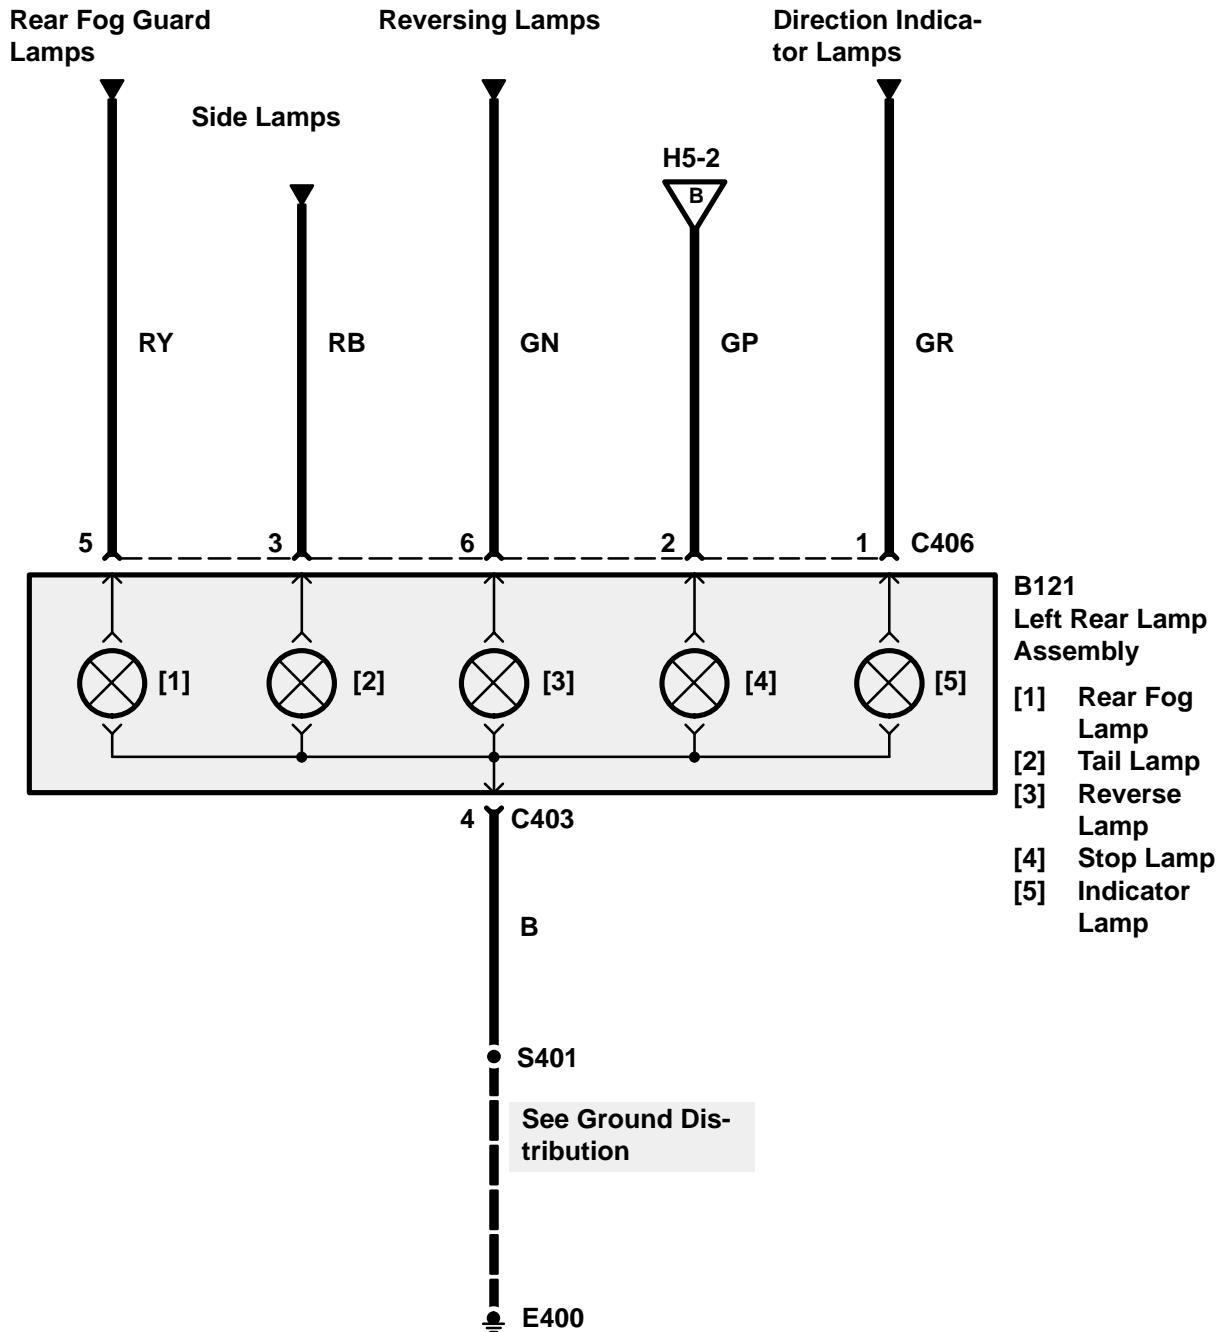 Rear Fog Guard
Lamps
Reversing Lamps
Direction Indica-
tor Lamps
Side Lamps
H5-2
B
RY
RB
GN
GP
GR
5
3
6
2
1
C406
B121
Left Rear Lamp
Assembly
[1]
[2]
[3]
[4]
[5]
[1] Rear Fog
Lamp
[2] Tail Lamp
[3] Reverse
Lamp
[4] Stop Lamp
[5] Indicator
Lamp
4
C403
B
S401
See Ground Dis-
tribution
E400